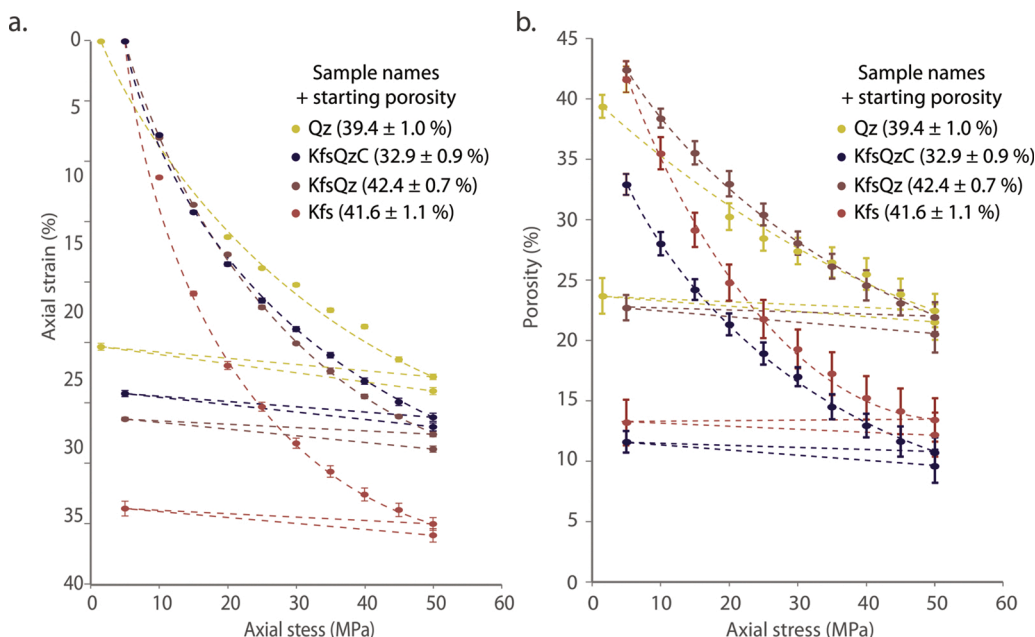 a.
0
5
10
15
20
25
30
35
40
Axial strain (%)
Sample names
+ starting porosity
Qz (39.4 ± 1.0 %)
KfsQzC (32.9 ± 0.9 %)
KfsQz (42.4 ± 0.7 %)
Kfs (41.6 ± 1.1 %)
0
10
20
30
40
50
60
Axial stess (MPa)
b.
45
40
35
30
25
20
15
10
5
0
Porosity (%)
Sample names
+ starting porosity
Qz (39.4 ± 1.0 %)
KfsQzC (32.9 ± 0.9 %)
KfsQz (42.4 ± 0.7 %)
Kfs (41.6 ± 1.1 %)
0
10
20
30
40
50
60
Axial stress (MPa)